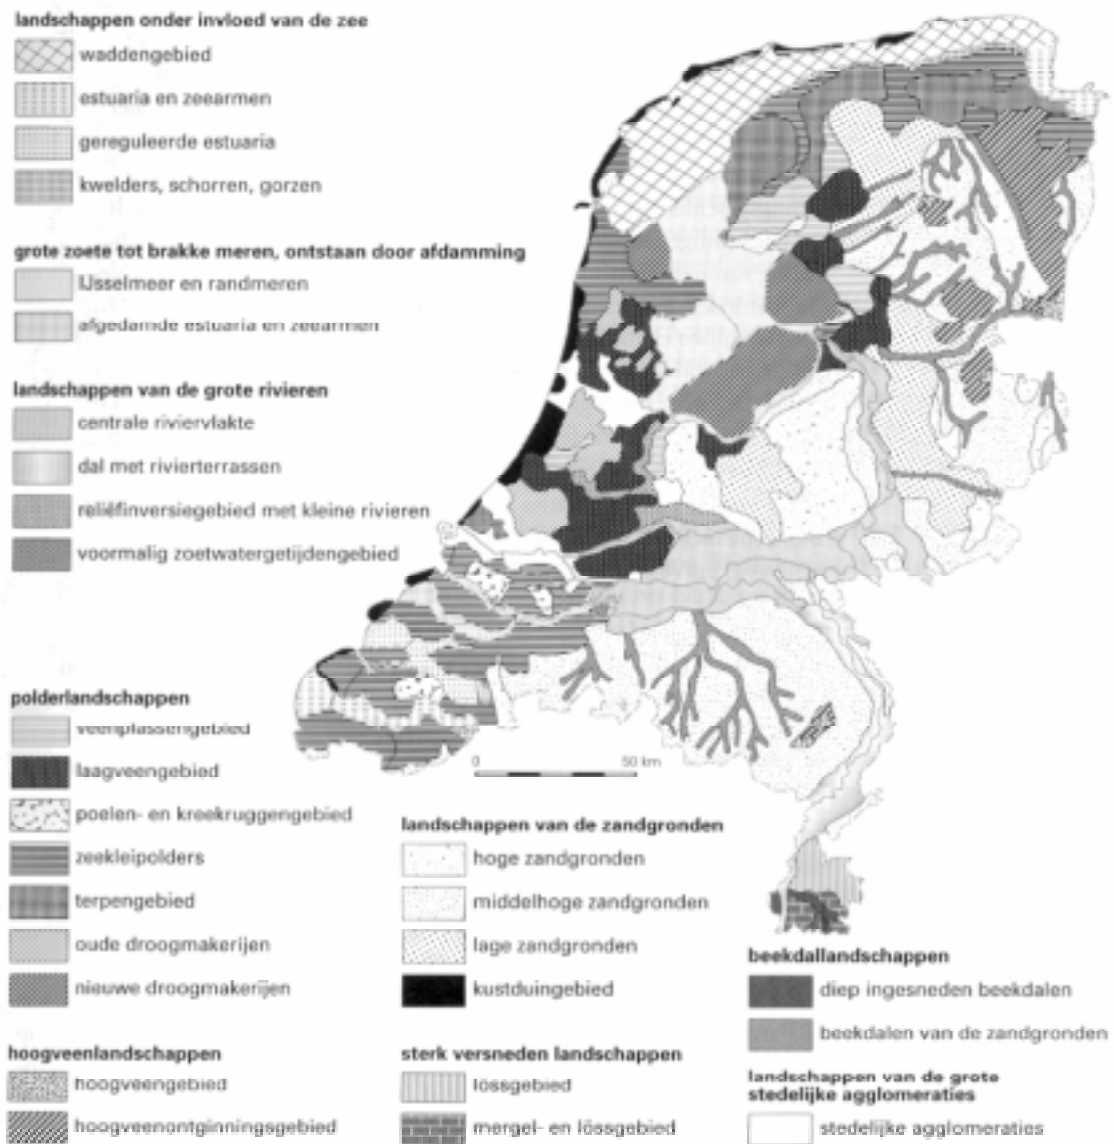 landschappen onder invloed van de zee
waddengebied
estuaria en zeearmen
gereguleerde estuaria
kwelders, schorren, gorzen
grote zoete tot brakke meren, ontstaan door afdamming
IJsselmeer en randmeren
afgedamde estuaria en zeearmen
landschappen van de grote rivieren
centrale riviervlakte
dal met rivierterrassen
reliëfinversiegebied met kleine rivieren
voormalig zoetwatergetijdengebied
polderlandschappen
veenplassengebied
laagveengebied
poelen- en kreekruggengebied
zeekleipolders
terpengebied
oude droogmakerijen
nieuwe droogmakerijen
hoogveenlandschappen
hoogveengebied
hoogveenontginningsgebied
0 50 km
landschappen van de zandgronden
hoge zandgronden
middelhoge zandgronden
lage zandgronden
kustduingebied
sterk versneden landschappen
lössgebied
mergel- en lössgebied
beekdallandschappen
diep ingesneden beekdalen
beekdalen van de zandgronden
landschappen van de grote
stedelijke agglomeraties
stedelijke agglomeraties